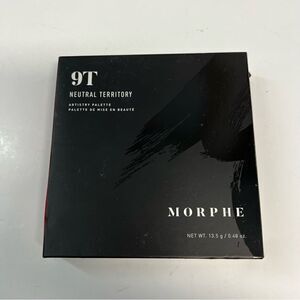 9T
NEUTRAL TERRITORY
ARTISTRY PALETTE
PALETTE DE MISE EN BEAUTÉ
MORPHE
NET WT. 13.5 g / 0.48 oz.